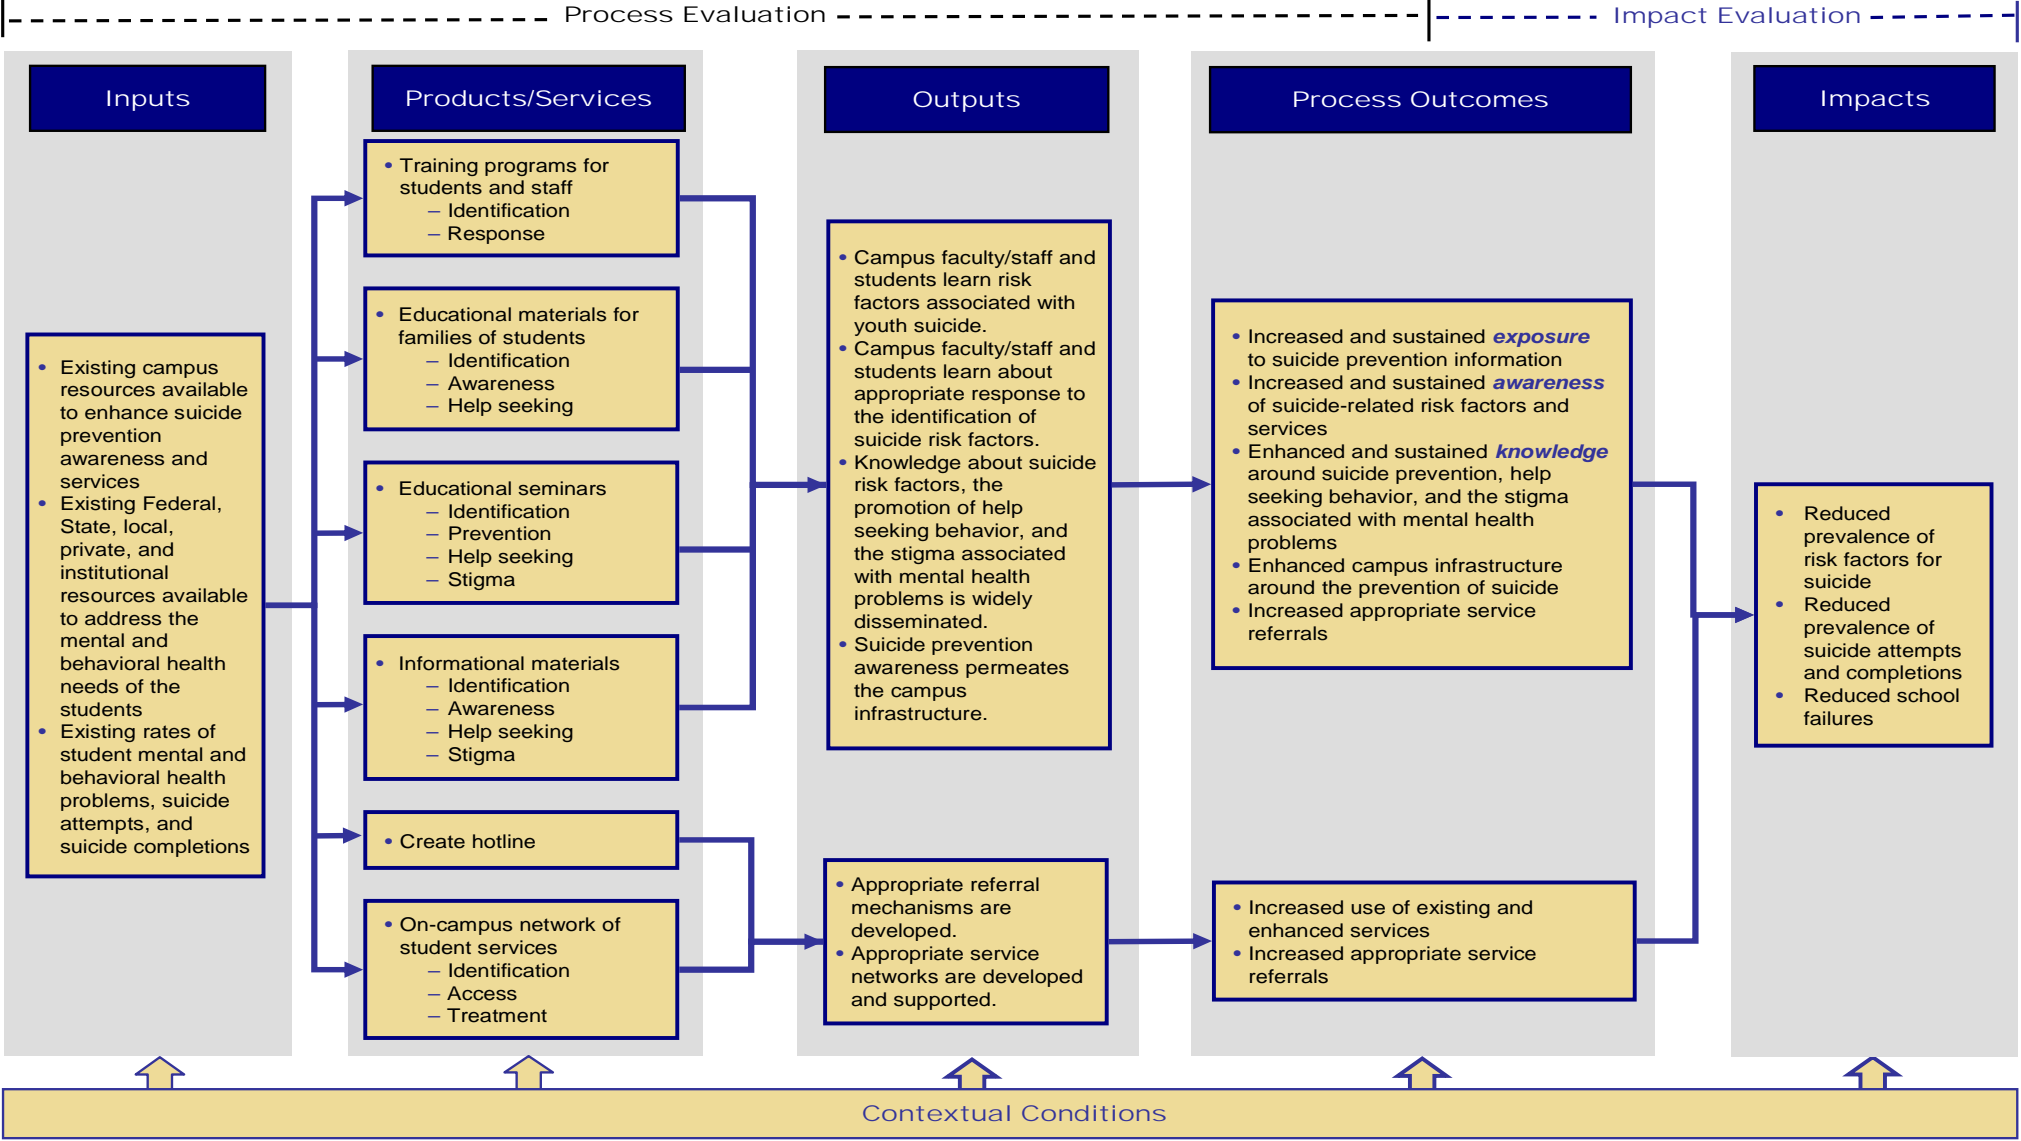 Process Evaluation
Impact Evaluation
Inputs
• Existing campus
resources available
to enhance suicide
prevention
awareness and
services
• Existing Federal,
State, local,
private, and
institutional
resources available
to address the
mental and
behavioral health
needs of the
students
• Existing rates of
student mental and
behavioral health
problems, suicide
attempts, and
suicide completions
Products/Services
• Training programs for
students and staff
– Identification
– Response
• Educational materials for
families of students
– Identification
– Awareness
– Help seeking
• Educational seminars
– Identification
– Prevention
– Help seeking
– Stigma
• Informational materials
– Identification
– Awareness
– Help seeking
– Stigma
• Create hotline
• On-campus network of
student services
– Identification
– Access
– Treatment
Outputs
• Campus faculty/staff and
students learn risk
factors associated with
youth suicide.
• Campus faculty/staff and
students learn about
appropriate response to
the identification of
suicide risk factors.
• Knowledge about suicide
risk factors, the
promotion of help
seeking behavior, and
the stigma associated
with mental health
problems is widely
disseminated.
• Suicide prevention
awareness permeates
the campus
infrastructure.
• Appropriate referral
mechanisms are
developed.
• Appropriate service
networks are developed
and supported.
Process Outcomes
• Increased and sustained exposure
to suicide prevention information
• Increased and sustained awareness
of suicide-related risk factors and
services
• Enhanced and sustained knowledge
around suicide prevention, help
seeking behavior, and the stigma
associated with mental health
problems
• Enhanced campus infrastructure
around the prevention of suicide
• Increased appropriate service
referrals
• Increased use of existing and
enhanced services
• Increased appropriate service
referrals
Impacts
• Reduced
prevalence of
risk factors for
suicide
• Reduced
prevalence of
suicide attempts
and completions
• Reduced school
failures
Contextual Conditions